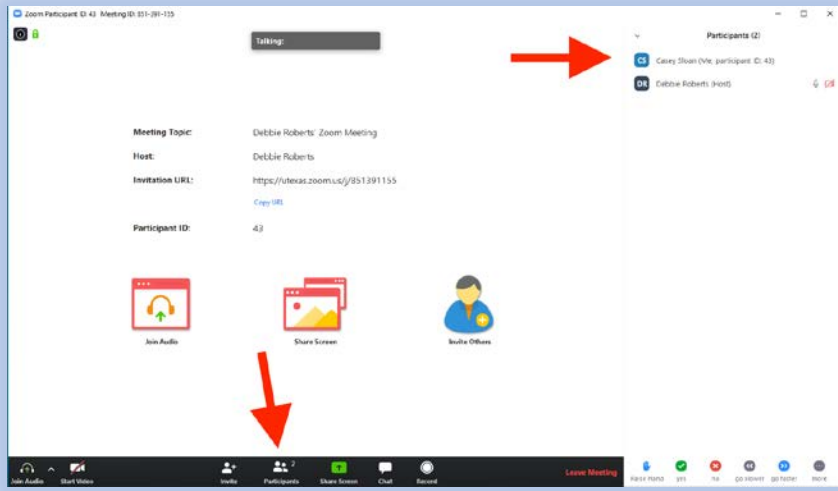 Zoom Participant ID: 43 Meeting ID: 851-391-155
Talking:
Participants (2)
CS Casey Sloan (Me, participant ID: 43)
DR Debbie Roberts (Host)
Meeting Topic: Debbie Roberts' Zoom Meeting
Host: Debbie Roberts
Invitation URL: https://utexas.zoom.us/j/851391155
Copy URL
Participant ID: 43
Join Audio Share Screen Invite Others
Join Audio Start Video Invite Participants 2 Share Screen Chat Record Leave Meeting
Raise Hand yes no go slower go faster more